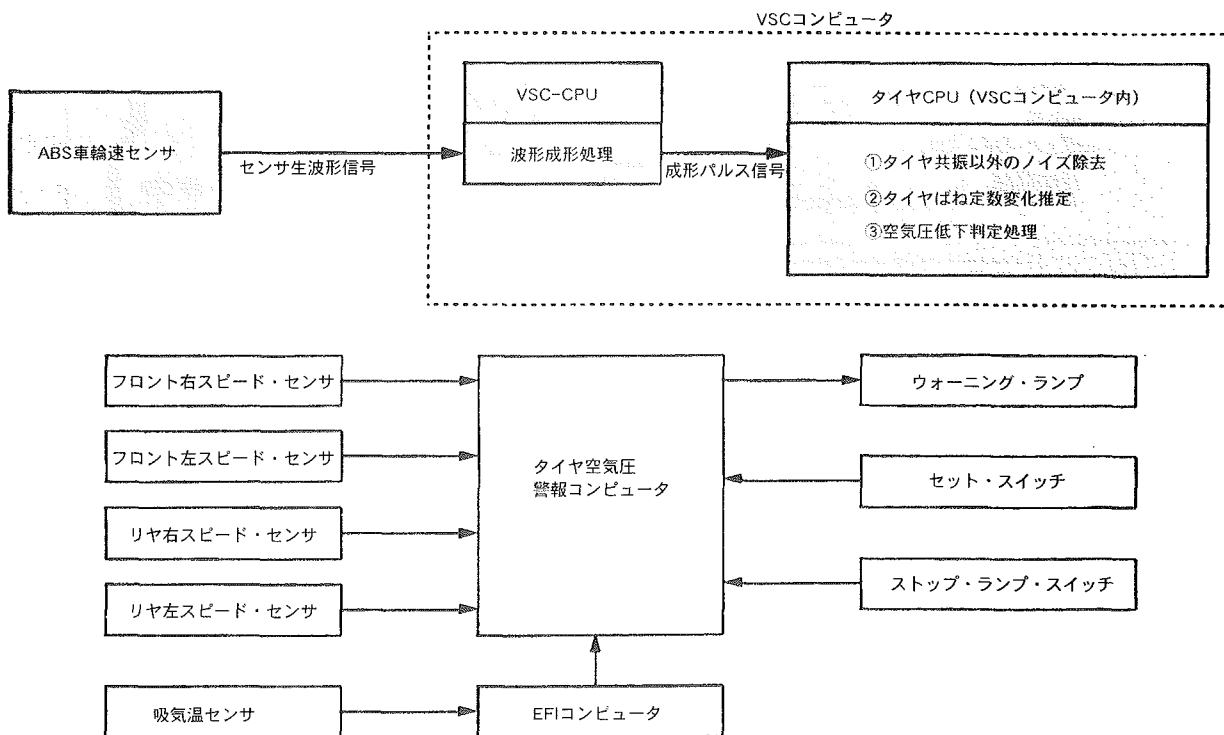 VSCコンピュータ
ABS車輪速センサ
センサ生波形信号
VSC-CPU
波形成形処理
成形パルス信号
タイヤCPU（VSCコンピュータ内）
①タイヤ共振以外のノイズ除去
②タイヤばね定数変化推定
③空気圧低下判定処理
フロント右スピード・センサ
フロント左スピード・センサ
リヤ右スピード・センサ
リヤ左スピード・センサ
吸気温センサ
タイヤ空気圧
警報コンピュータ
EFIコンピュータ
ウォーニング・ランプ
セット・スイッチ
ストップ・ランプ・スイッチ